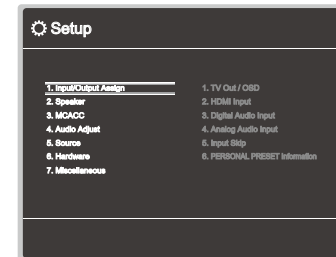 Setup
1. Input/Output Assign
2. Speaker
3. MCACC
4. Audio Adjust
5. Source
6. Hardware
7. Miscellaneous
1. TV Out / OSD
2. HDMI Input
3. Digital Audio Input
4. Analog Audio Input
5. Input Skip
6. PERSONAL PRESET Information